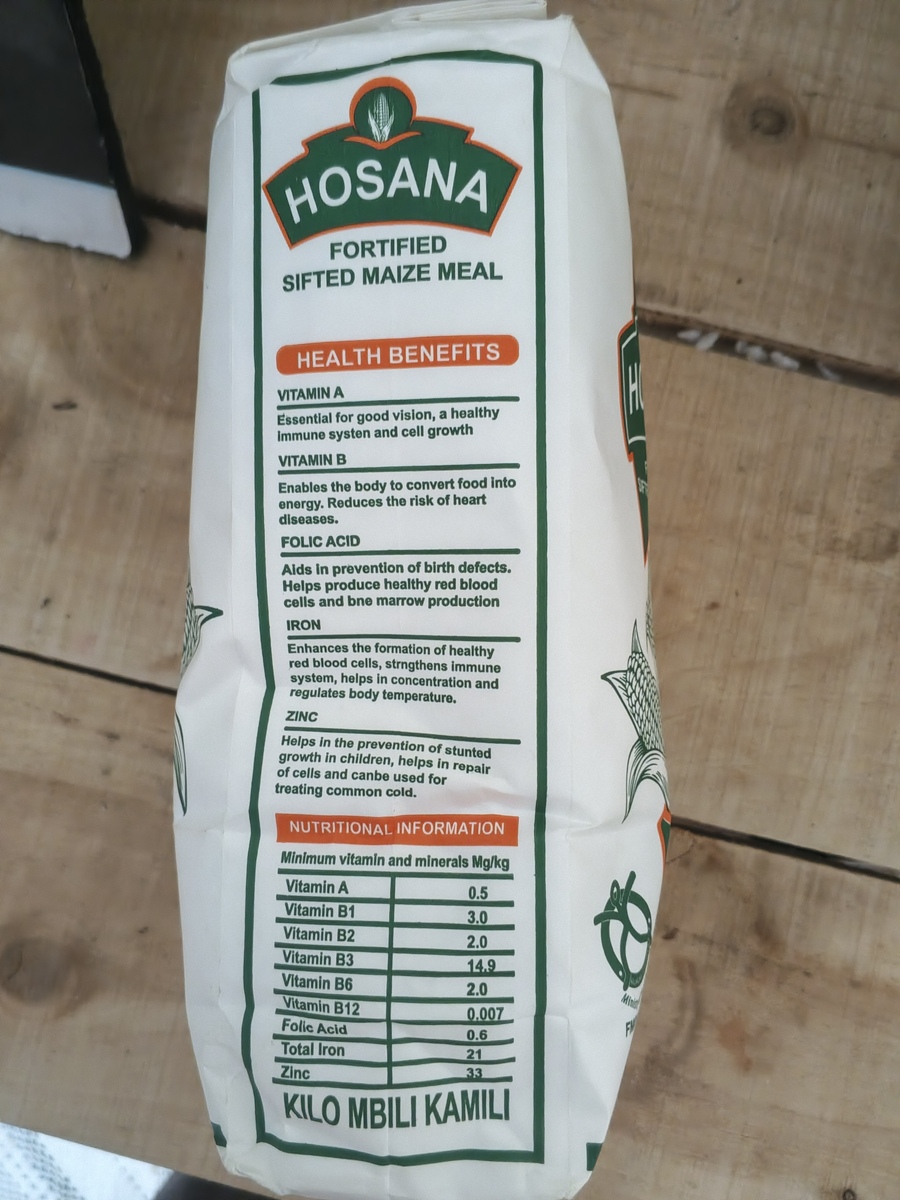 HOSANA
FORTIFIED
SIFTED MAIZE MEAL
HEALTH BENEFITS
VITAMIN A
Essential for good vision, a healthy
immune systen and cell growth
VITAMIN B
Enables the body to convert food into
energy. Reduces the risk of heart
diseases.
FOLIC ACID
Aids in prevention of birth defects.
Helps produce healthy red blood
cells and bne marrow production
IRON
Enhances the formation of healthy
red blood cells, strngthens immune
system, helps in concentration and
regulates body temperature.
ZINC
Helps in the prevention of stunted
growth in children, helps in repair
of cells and canbe used for
treating common cold.
NUTRITIONAL INFORMATION
Minimum vitamin and minerals Mg/kg
Vitamin A 0.5
Vitamin B1 3.0
Vitamin B2 2.0
Vitamin B3 14.9
Vitamin B6 2.0
Vitamin B12 0.007
Folic Acid 0.6
Total Iron 21
Zinc 33
KILO MBILI KAMILI